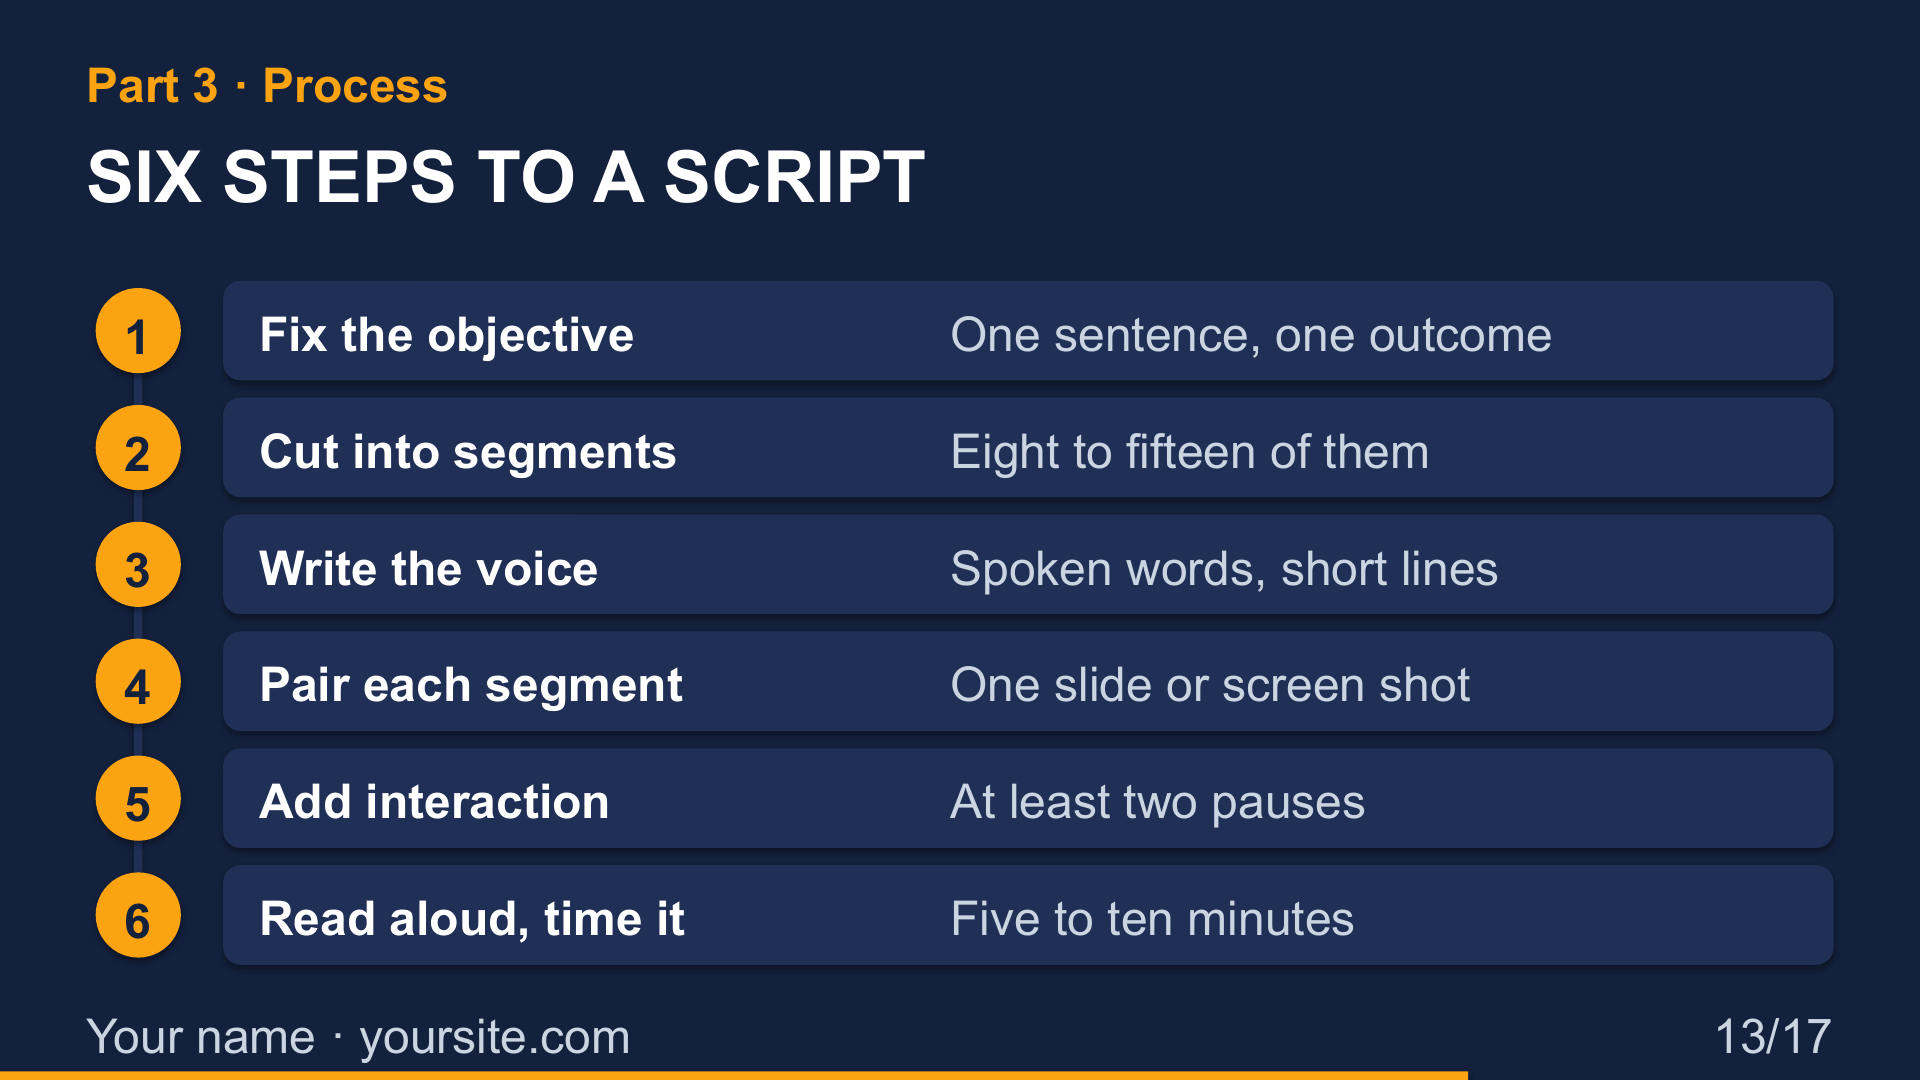 Part 3 · Process
SIX STEPS TO A SCRIPT
1 Fix the objective One sentence, one outcome
2 Cut into segments Eight to fifteen of them
3 Write the voice Spoken words, short lines
4 Pair each segment One slide or screen shot
5 Add interaction At least two pauses
6 Read aloud, time it Five to ten minutes
Your name · yoursite.com 13/17